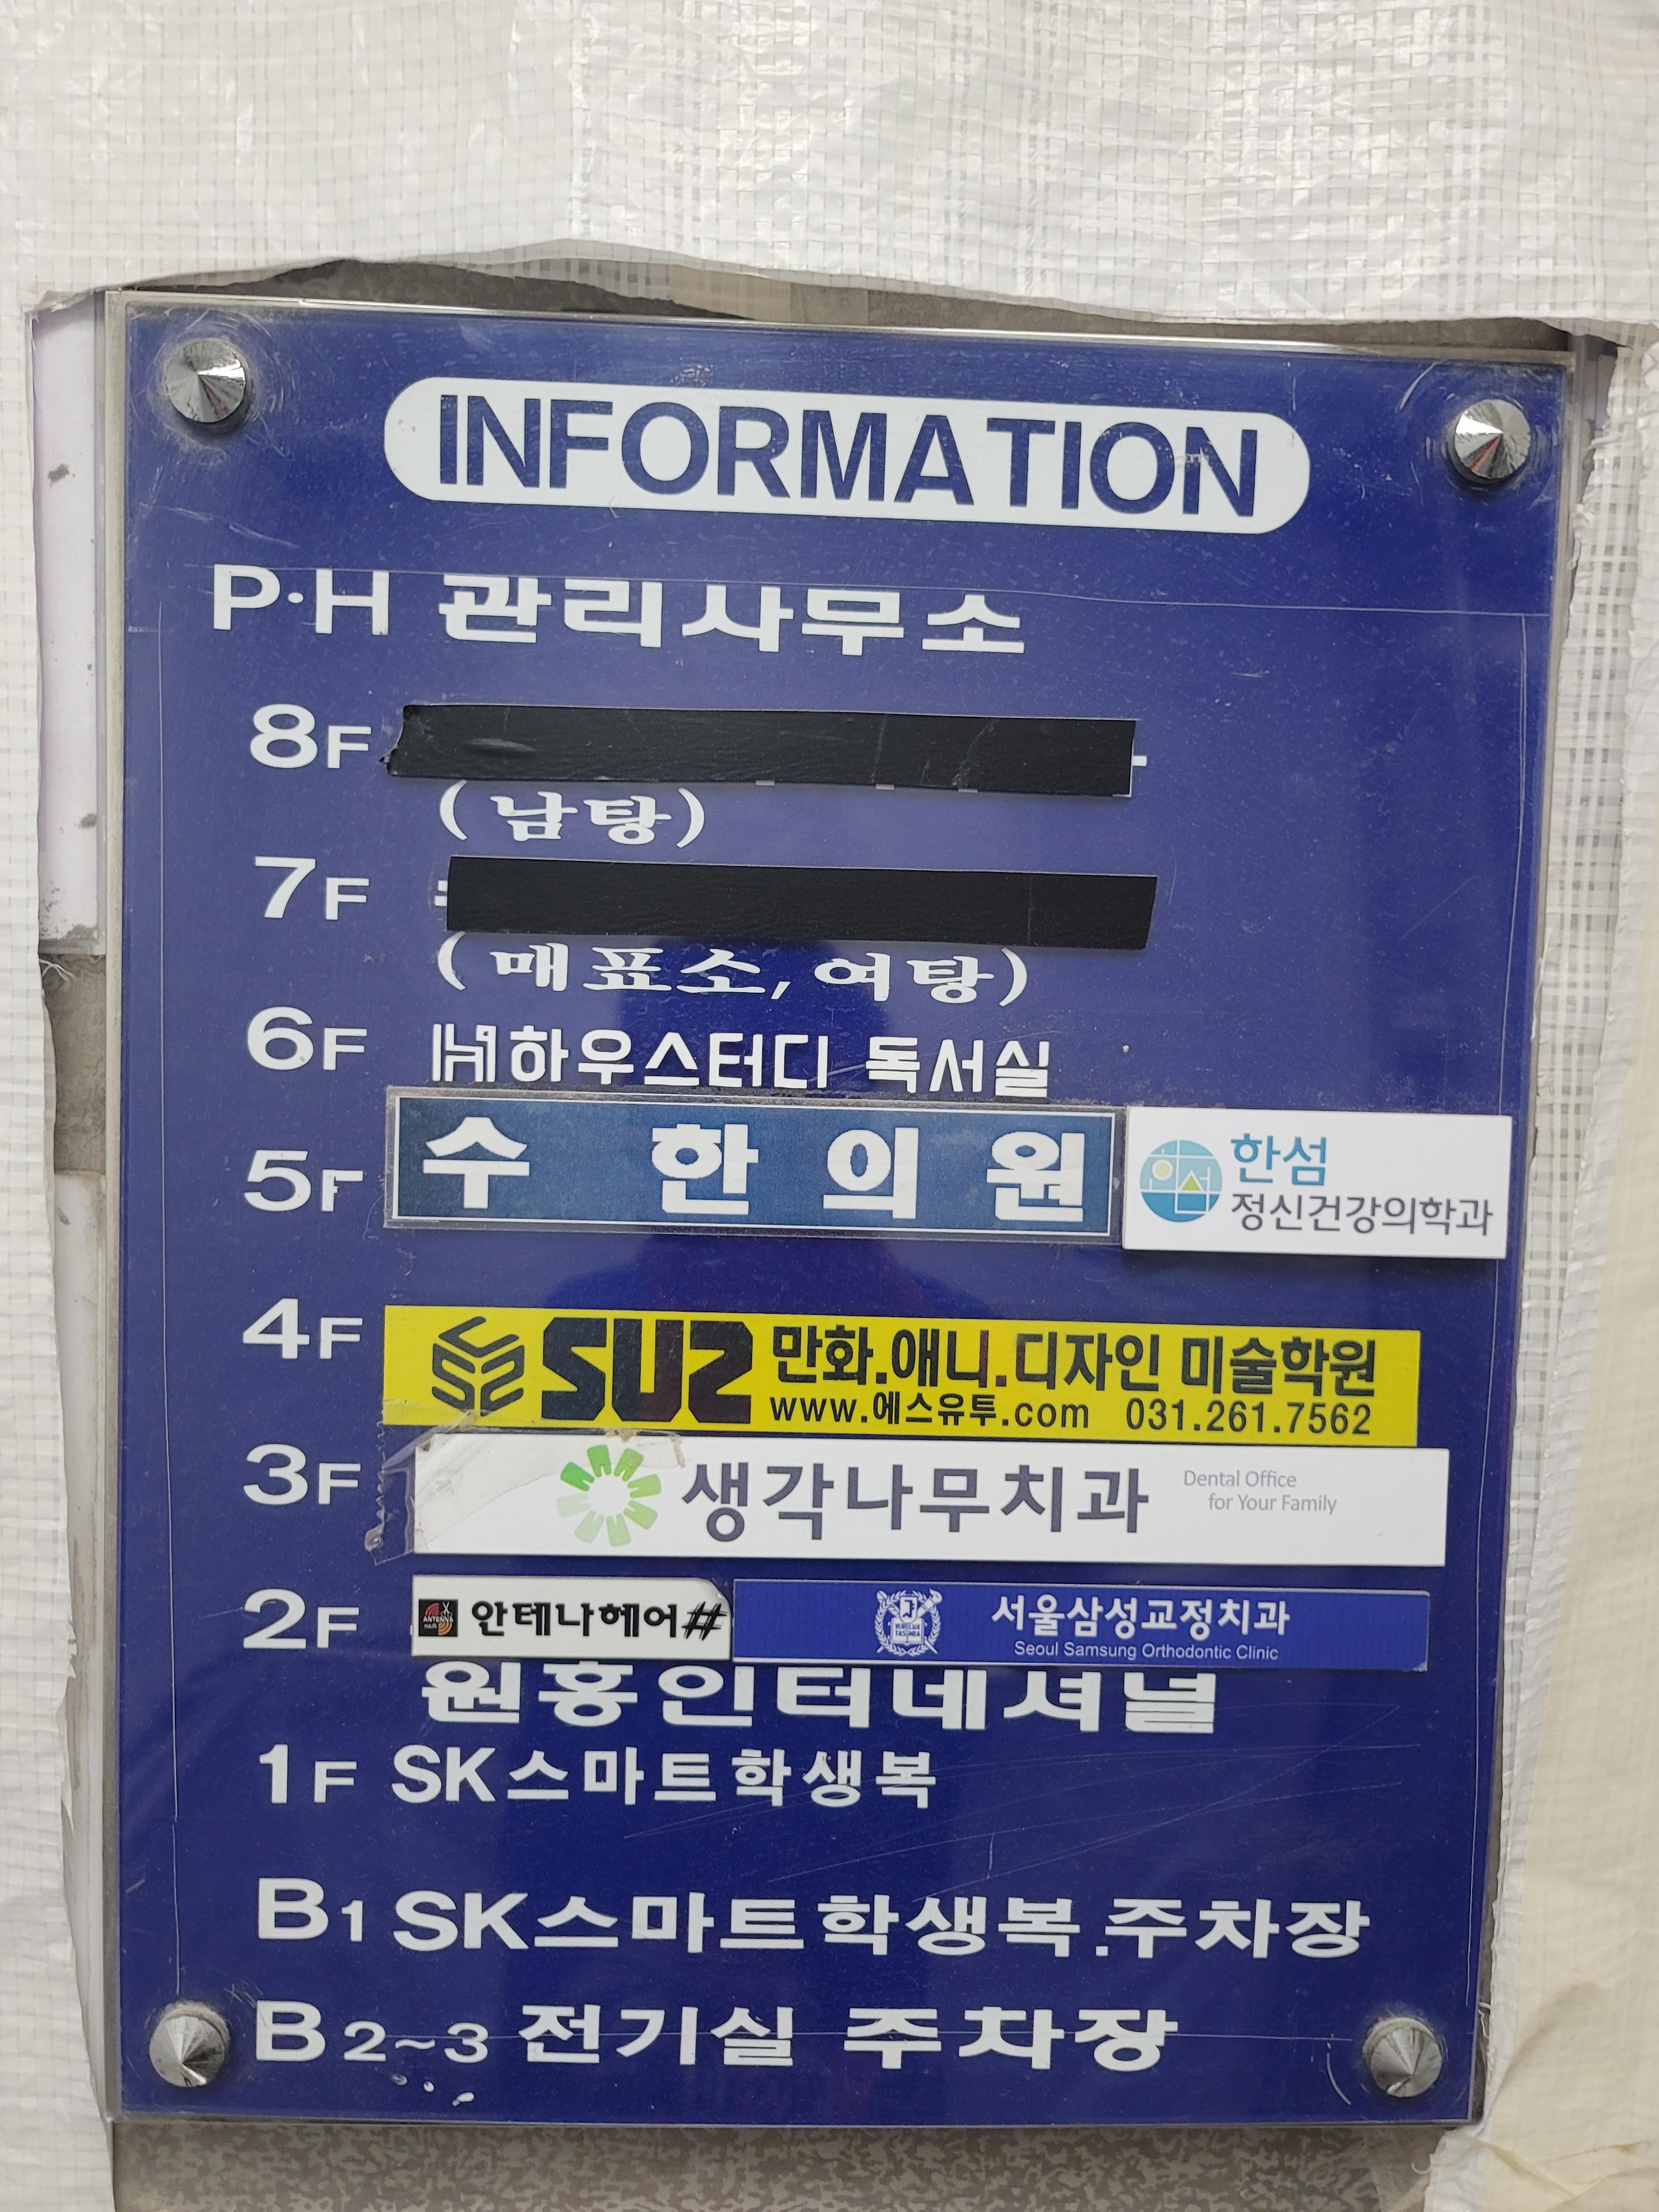 INFORMATION
P·H 관리사무소
8F
(남탕)
7F
(매표소, 여탕)
6F 하우스터디 독서실
5F 수한의원 한섬
정신건강의학과
4F SU2 만화.애니.디자인 미술학원
www.에스유투.com 031.261.7562
3F 생각나무치과 Dental Office
for Your Family
2F ANTENNA HAIR 안테나헤어# 서울삼성교정치과
Seoul Samsung Orthodontic Clinic
원흥인터네셔널
1F SK스마트학생복
B1 SK스마트학생복.주차장
B2~3 전기실 주차장